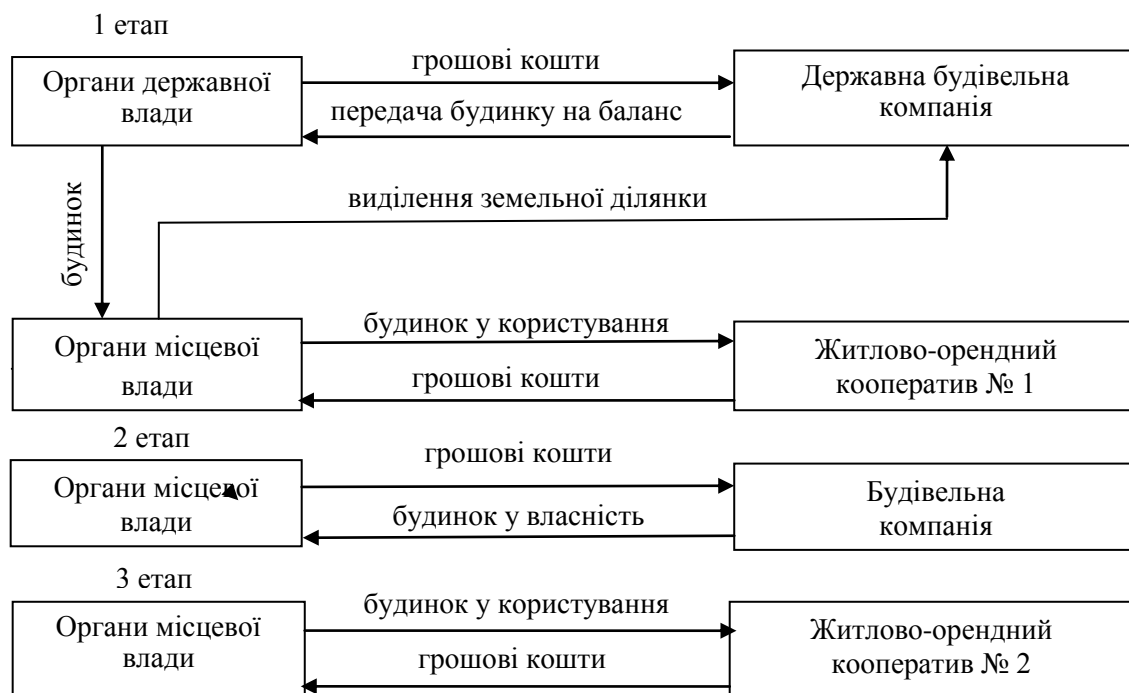 1 етап
Органи державної
влади
грошові кошти
передача будинку на баланс
Державна будівельна
компанія
будинок
виділення земельної ділянки
Органи місцевої
влади
будинок у користування
грошові кошти
Житлово-орендний
кооператив № 1
2 етап
Органи місцевої
влади
грошові кошти
будинок у власність
Будівельна
компанія
3 етап
Органи місцевої
влади
будинок у користування
грошові кошти
Житлово-орендний
кооператив № 2